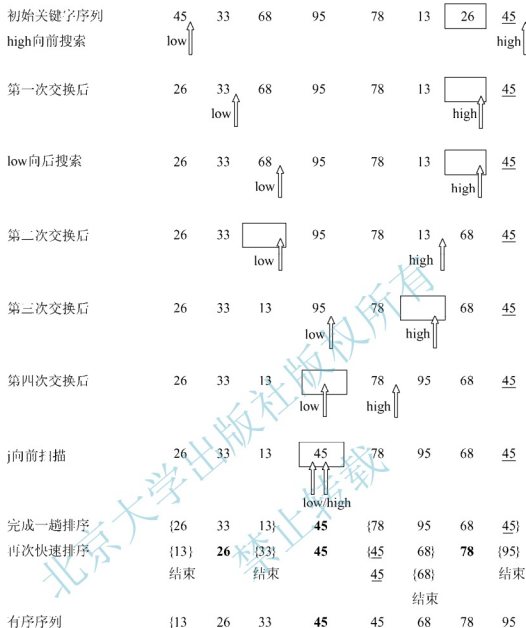 初始关键字序列 45 33 68 95 78 13 26 45
high向前搜索 low high
第一次交换后 26 33 68 95 78 13 45
low high
low向后搜索 26 33 68 95 78 13 45
low high
第二次交换后 26 33 95 78 13 68 45
low high
第三次交换后 26 33 13 95 78 68 45
low high
第四次交换后 26 33 13 78 95 68 45
low high
j向前扫描 26 33 13 45 78 95 68 45
low/high
完成一趟排序 {26 33 13} 45 {78 95 68 45}
再次快速排序 {13} 26 {33} 45 {45 68} 78 {95}
结束 结束 45 {68} 结束
结束
有序序列 {13 26 33 45 45 68 78 95
北京大学出版社版权所有
禁止转载